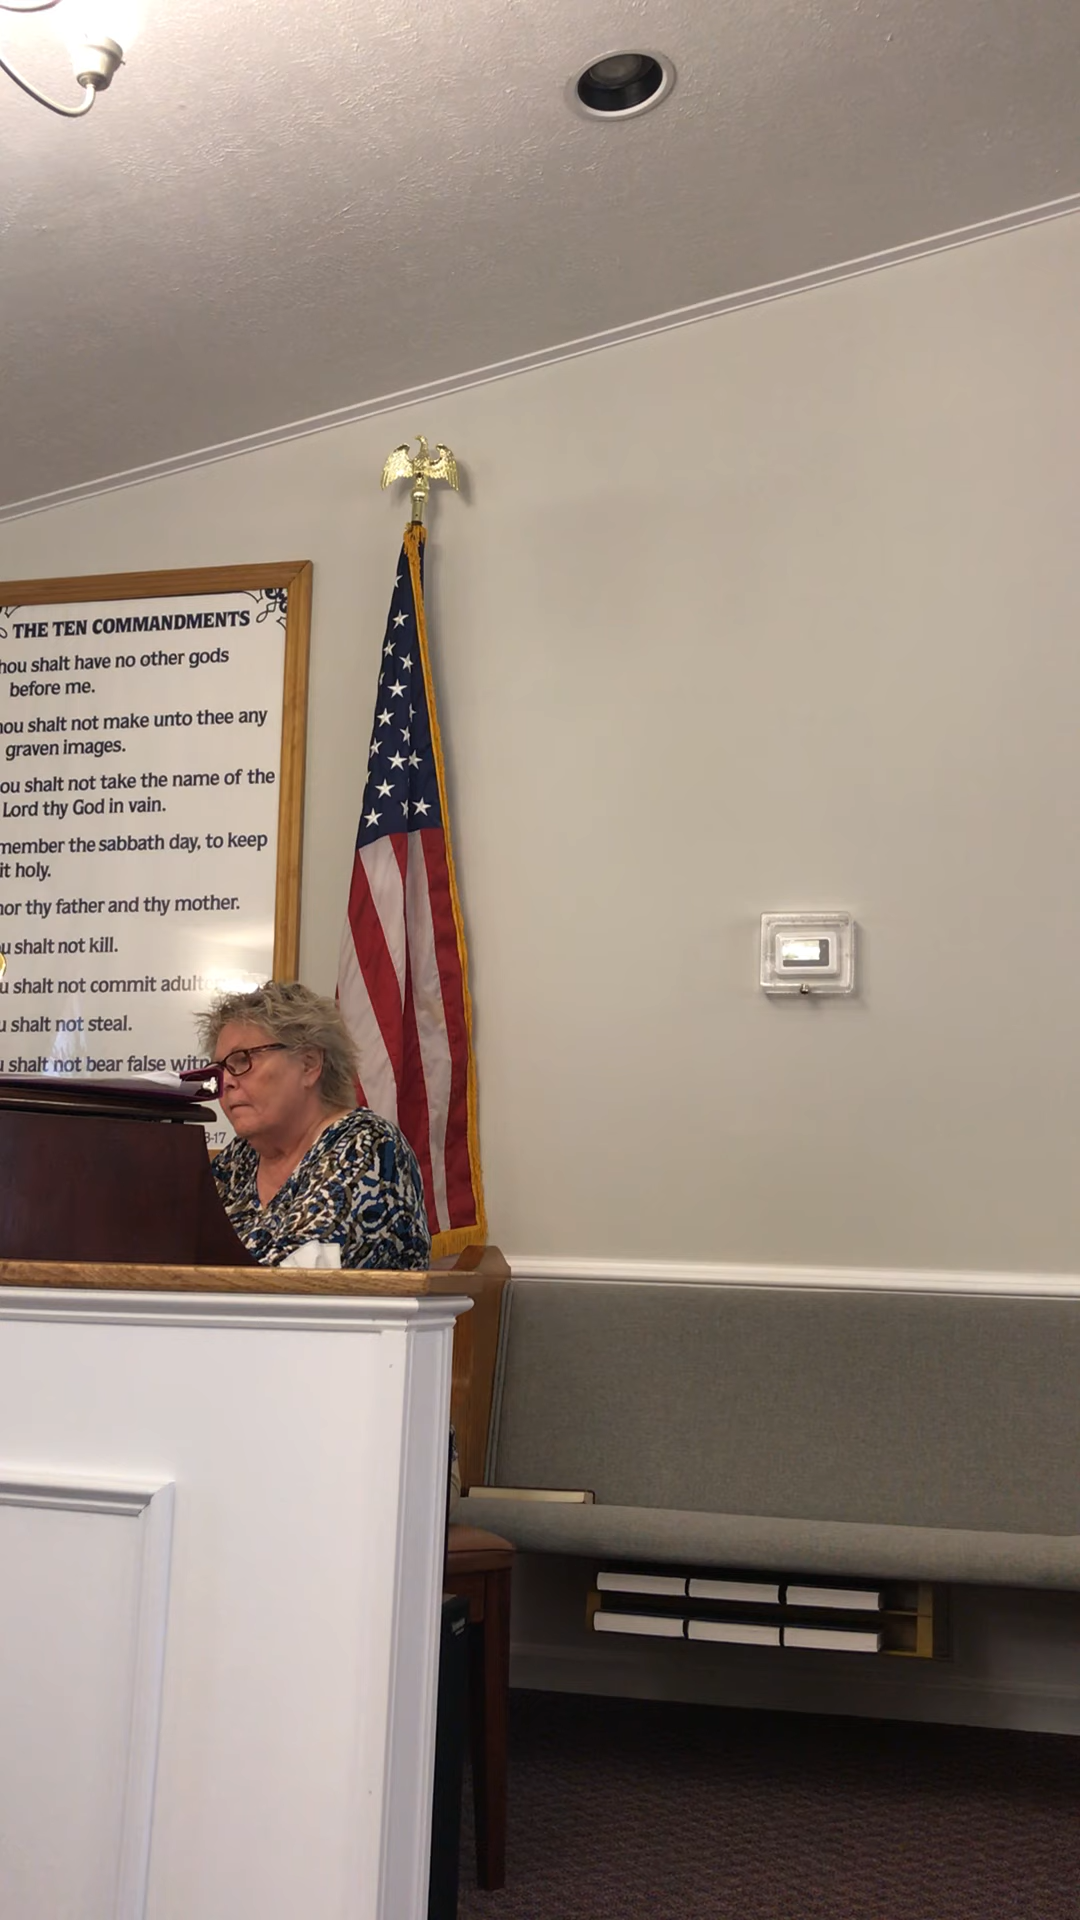 THE TEN COMMANDMENTS
hou shalt have no other gods
before me.
hou shalt not make unto thee any
graven images.
ou shalt not take the name of the
Lord thy God in vain.
member the sabbath day, to keep
it holy.
nor thy father and thy mother.
u shalt not kill.
u shalt not commit adult
u shalt not steal.
u shalt not bear false witn
3-17